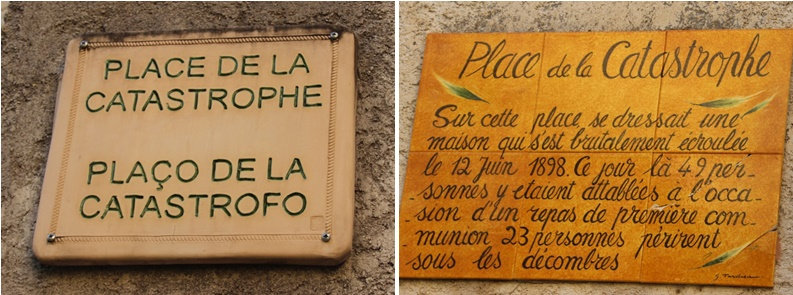 PLACE DE LA
CATASTROPHE
PLAÇO DE LA
CATASTROFO
Place de la Catastrophe
Sur cette place, se dressait une
maison qui s'est brutalement écroulée
le 12 Juin 1898. Ce jour là 49 per-
-sonnes y etaient attablées à l'occa-
-sion d'un repas de première com-
-munion 23 personnes périrent
sous les décombres